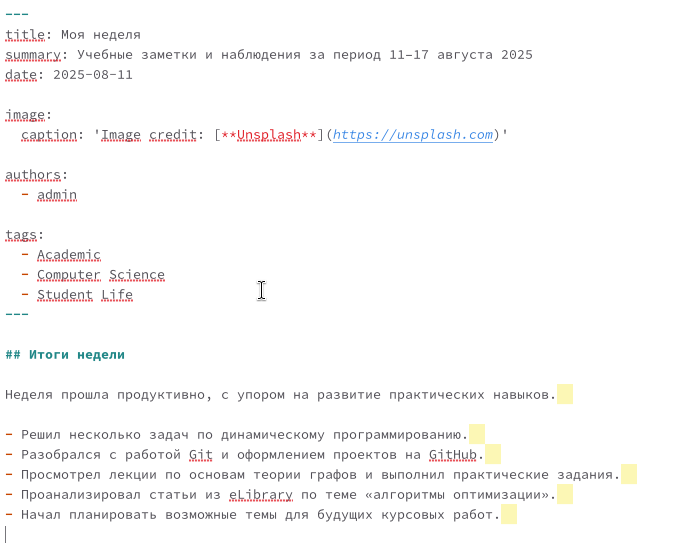 ---
title: Моя неделя
summary: Учебные заметки и наблюдения за период 11–17 августа 2025
date: 2025-08-11
image:
caption: 'Image credit: [**Unsplash**](https://unsplash.com)'
authors:
- admin
tags:
- Academic
- Computer Science
- Student Life
---
## Итоги недели
Неделя прошла продуктивно, с упором на развитие практических навыков.
- Решил несколько задач по динамическому программированию.
- Разобрался с работой Git и оформлением проектов на GitHub.
- Просмотрел лекции по основам теории графов и выполнил практические задания.
- Проанализировал статьи из eLibrary по теме «алгоритмы оптимизации».
- Начал планировать возможные темы для будущих курсовых работ.